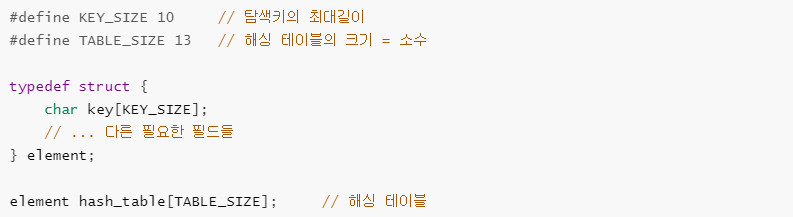 #define KEY_SIZE 10     // 탐색키의 최대길이
#define TABLE_SIZE 13   // 해싱 테이블의 크기 = 소수
typedef struct {
    char key[KEY_SIZE];
    // ... 다른 필요한 필드들
} element;
element hash_table[TABLE_SIZE];     // 해싱 테이블